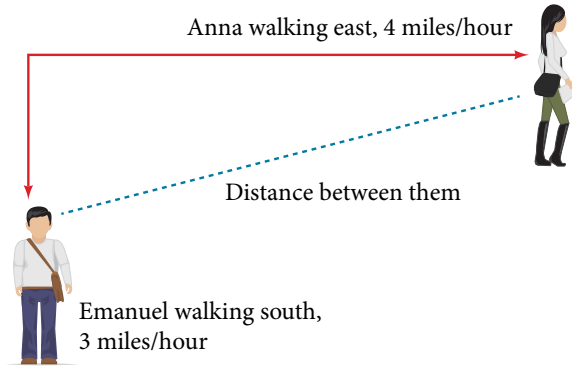 Anna walking east, 4 miles/hour
Distance between them
Emanuel walking south,
3 miles/hour